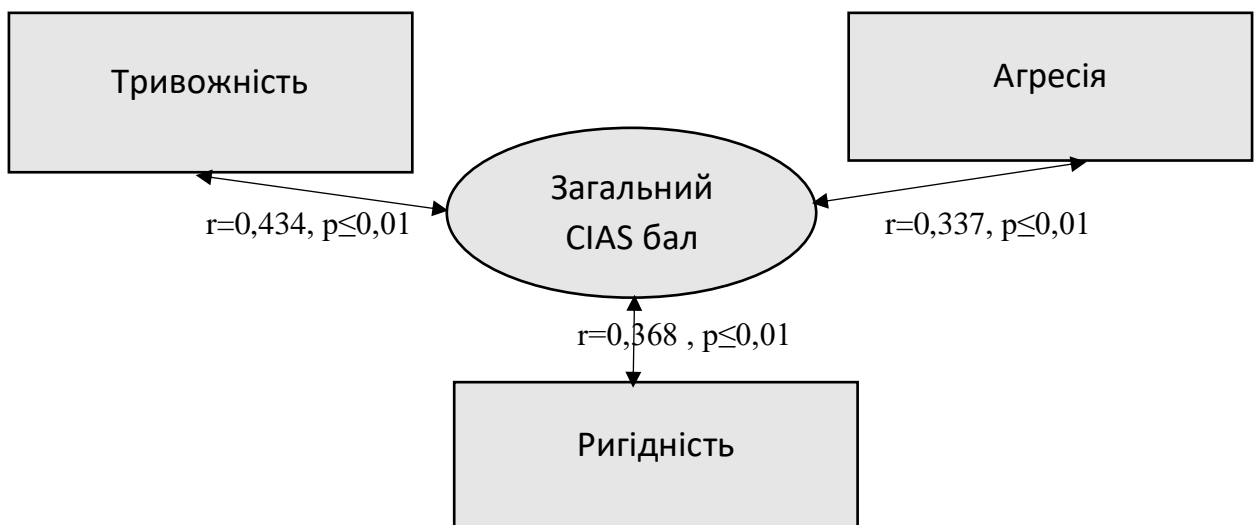 Тривожність
Агресія
Загальний
CIAS бал
r=0,434, p≤0,01
r=0,337, p≤0,01
r=0,368 , p≤0,01
Ригідність